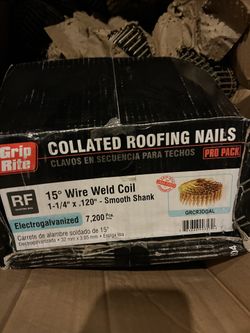 Grip Rite
COLLATED ROOFING NAILS
CLAVOS EN SECUENCIA PARA TECHOS
PRO PACK
RF
15° Wire Weld Coil
1-1/4" x .120" - Smooth Shank
Electrogalvanized
7,200
GRCR3DGAL
Carrete de alambre soldado de 15°